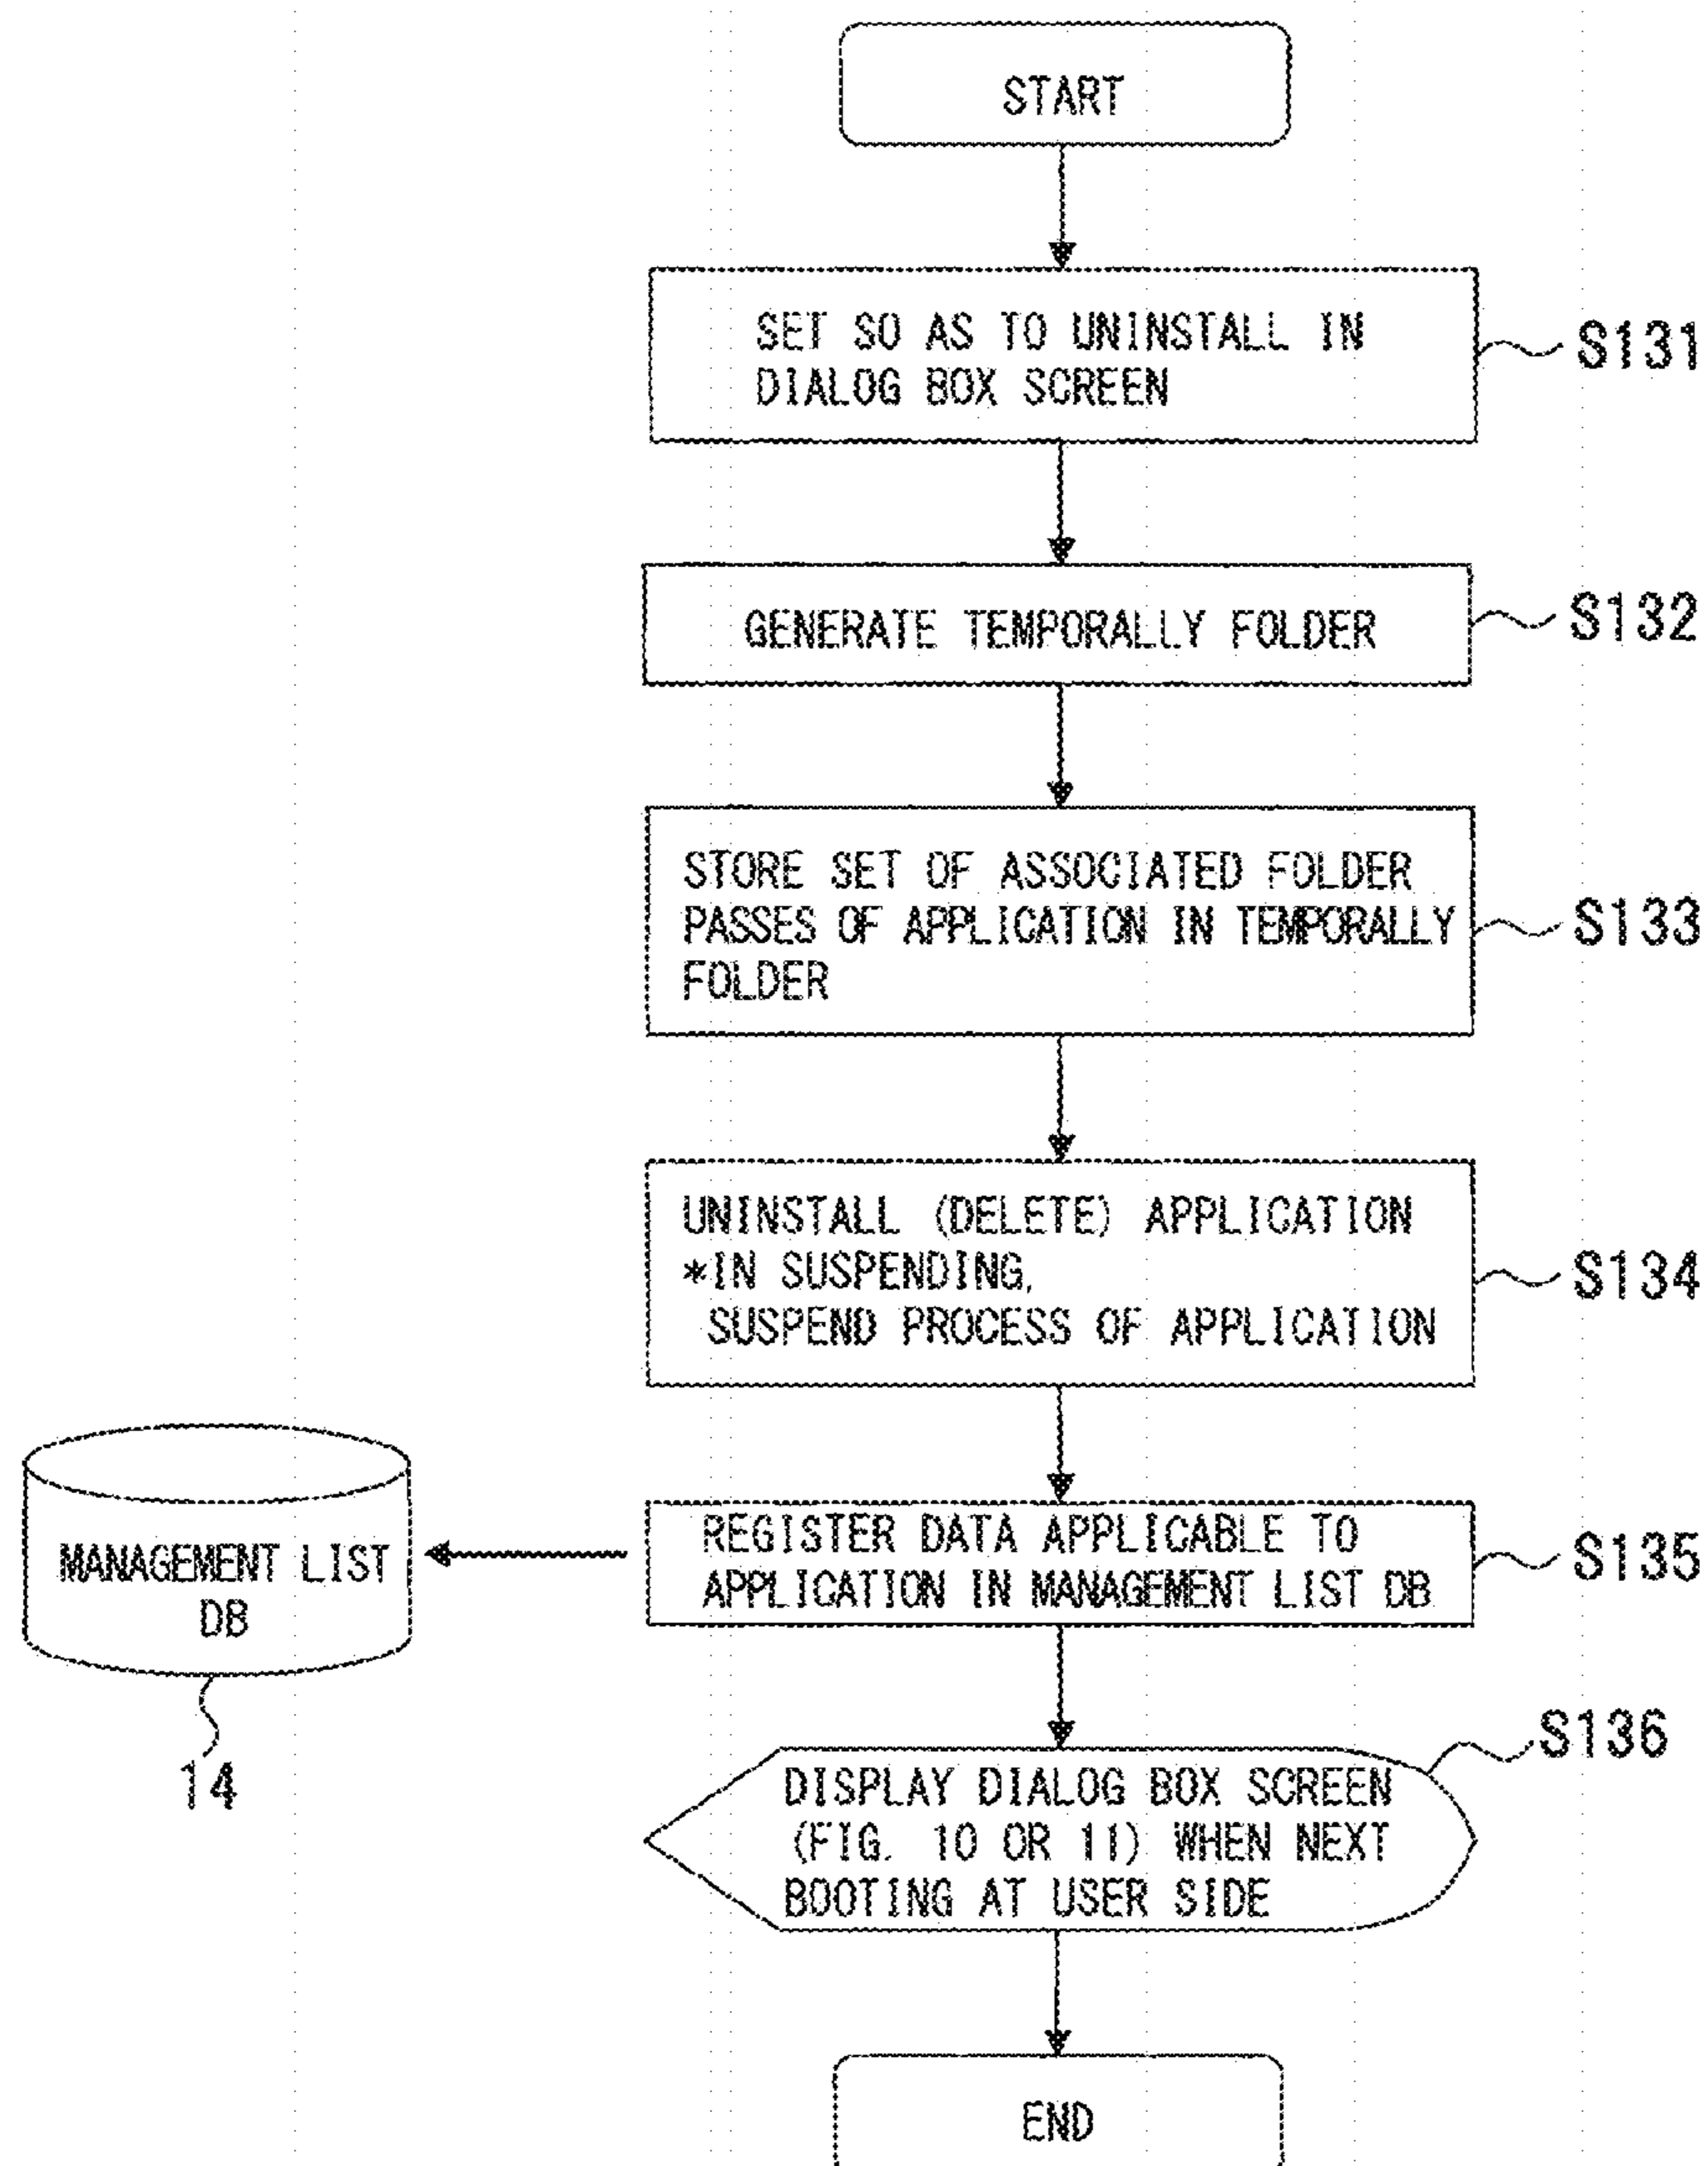 START
SET SO AS TO UNINSTALL IN
DIALOG BOX SCREEN
S131
GENERATE TEMPORALLY FOLDER
S132
STORE SET OF ASSOCIATED FOLDER
PASSES OF APPLICATION IN TEMPORALLY
FOLDER
S133
UNINSTALL (DELETE) APPLICATION
*IN SUSPENDING,
SUSPEND PROCESS OF APPLICATION
S134
REGISTER DATA APPLICABLE TO
APPLICATION IN MANAGEMENT LIST DB
S135
MANAGEMENT LIST
DB
14
DISPLAY DIALOG BOX SCREEN
(FIG. 10 OR 11) WHEN NEXT
BOOTING AT USER SIDE
S136
END